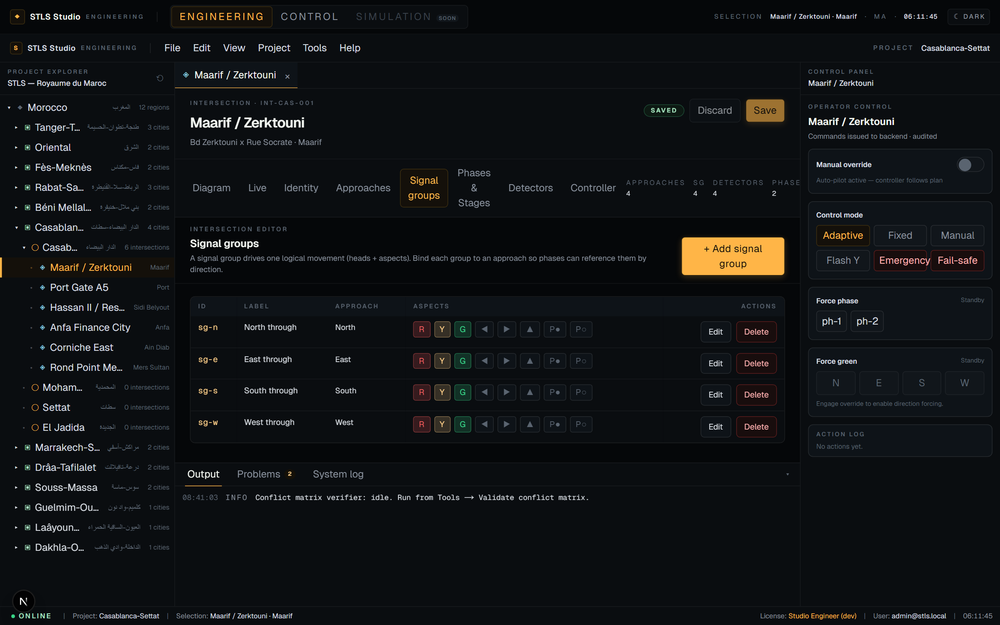 STLS Studio ENGINEERING ENGINEERING CONTROL SIMULATION SOON SELECTION Maarif / Zerktouni · Maarif · MA · 06:11:45 ☾ DARK
S STLS Studio ENGINEERING File Edit View Project Tools Help PROJECT Casablanca-Settat
PROJECT EXPLORER
STLS — Royaume du Maroc
Morocco المغرب 12 regions
Tanger-T... طنجة-تطوان-الحسيمة 3 cities
Oriental الشرق 2 cities
Fès-Meknès فاس-مكناس 2 cities
Rabat-Sa... الرباط-سلا-القنيطرة 3 cities
Béni Mellal... بني ملال-خنيفرة 2 cities
Casablan... الدار البيضاء-سطات 4 cities
Casab... الدار البيضاء 6 intersections
Maarif / Zerktouni Maarif
Port Gate A5 Port
Hassan II / Res... Sidi Belyout
Anfa Finance City Anfa
Corniche East Ain Diab
Rond Point Me... Mers Sultan
Moham... المحمدية 0 intersections
Settat سطات 0 intersections
El Jadida الجديدة 0 intersections
Marrakech-S... مراكش-آسفي 2 cities
Drâa-Tafilalet درعة-تافيلالت 2 cities
Souss-Massa سوس-ماسة 2 cities
Guelmim-Ou... كلميم-واد نون 1 cities
Laâyoun... العيون-الساقية الحمراء 1 cities
Dakhla-O... الداخلة-وادي الذهب 1 cities
Maarif / Zerktouni ×
INTERSECTION · INT-CAS-001
Maarif / Zerktouni
Bd Zerktouni x Rue Socrate · Maarif
SAVED Discard Save
Diagram Live Identity Approaches Signal groups Phases & Stages Detectors Controller
APPROACHES SG DETECTORS PHASE
4 4 4 2
INTERSECTION EDITOR
Signal groups
A signal group drives one logical movement (heads + aspects). Bind each group to an approach so phases can reference them by
direction.
+ Add signal
group
ID LABEL APPROACH ASPECTS ACTIONS
sg-n North through North R Y G ◀ ▶ ▲ P● P○ Edit Delete
sg-e East through East R Y G ◀ ▶ ▲ P● P○ Edit Delete
sg-s South through South R Y G ◀ ▶ ▲ P● P○ Edit Delete
sg-w West through West R Y G ◀ ▶ ▲ P● P○ Edit Delete
Output Problems 2 System log
08:41:03 INFO Conflict matrix verifier: idle. Run from Tools → Validate conflict matrix.
CONTROL PANEL
Maarif / Zerktouni
OPERATOR CONTROL
Maarif / Zerktouni
Commands issued to backend · audited
Manual override
Auto-pilot active — controller follows plan
Control mode
Adaptive Fixed Manual
Flash Y Emergency Fail-safe
Force phase Standby
ph-1 ph-2
Force green Standby
N E S W
Engage override to enable direction forcing.
ACTION LOG
No actions yet.
N
ONLINE | Project: Casablanca-Settat | Selection: Maarif / Zerktouni · Maarif License: Studio Engineer (dev) | User: admin@stls.local | 06:11:45